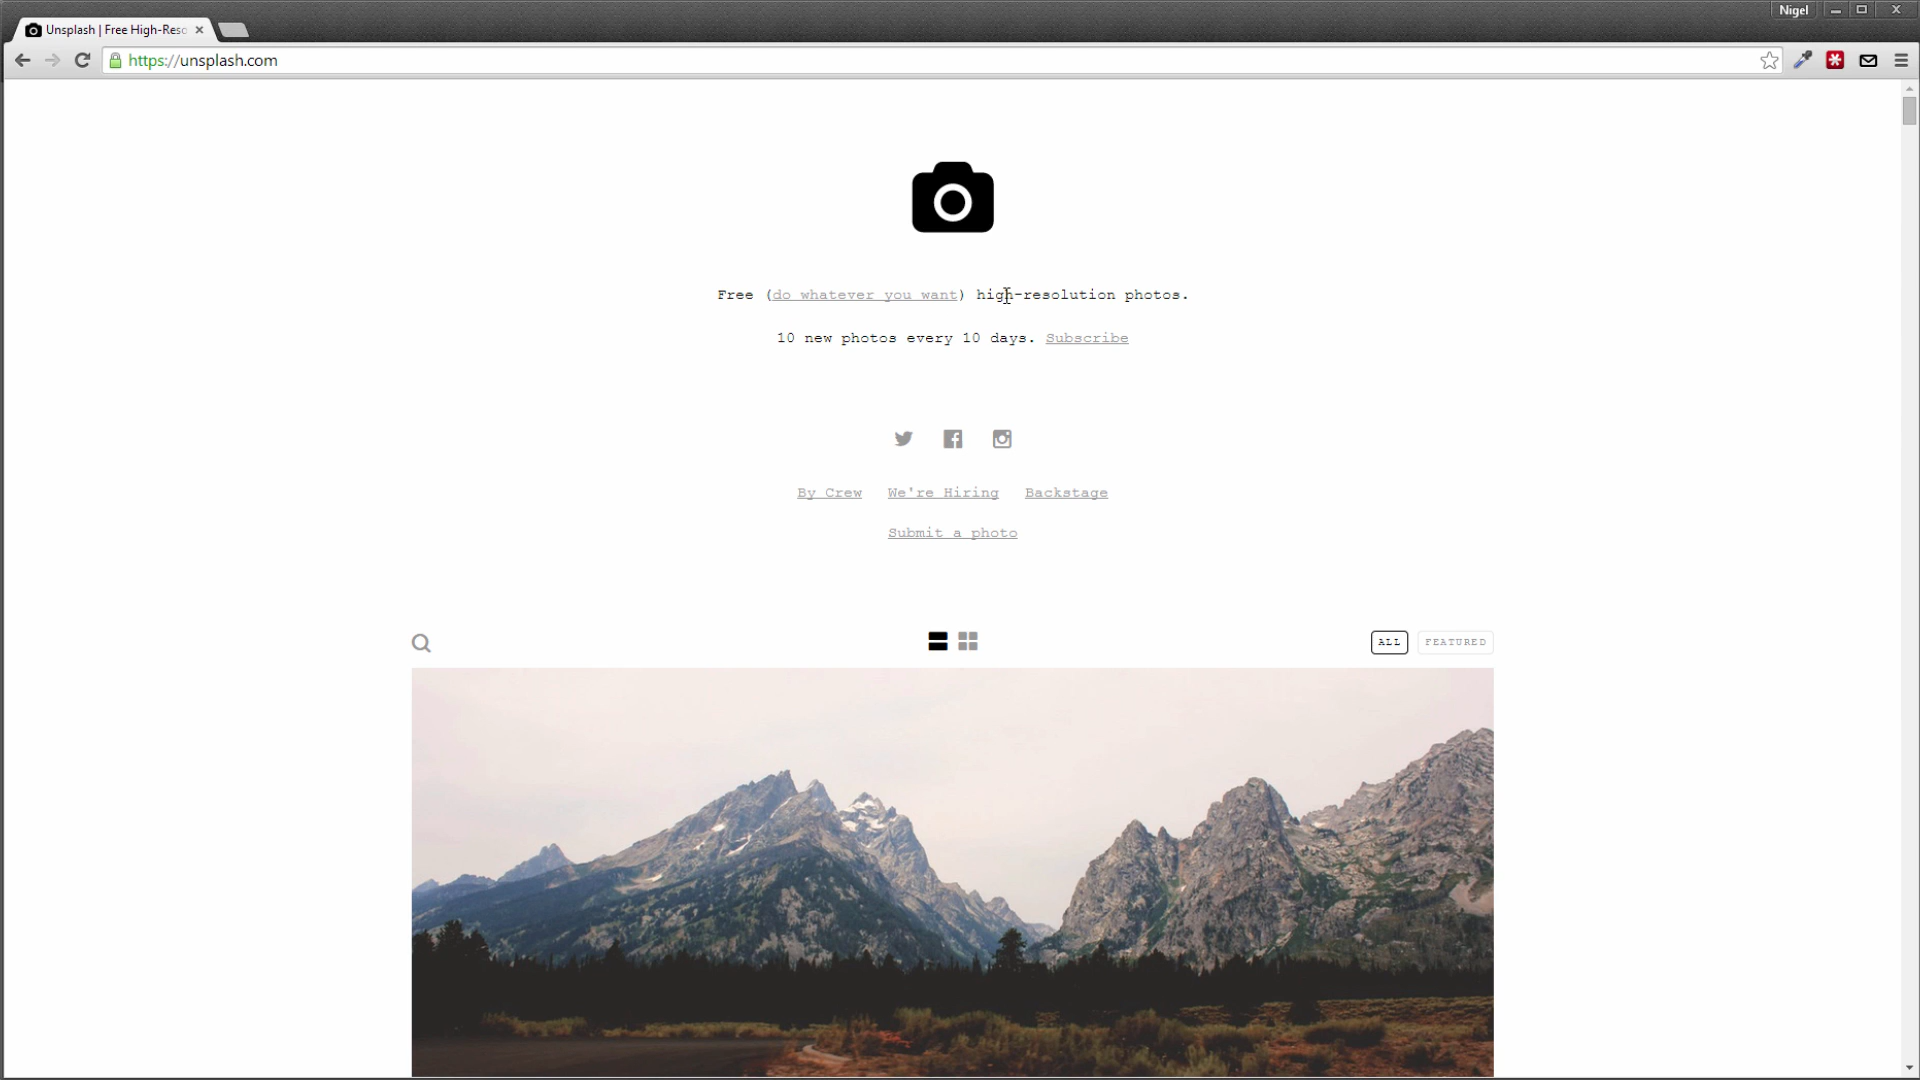 Nigel
Unsplash | Free High-Reso
https://unsplash.com
Free (do whatever you want) high-resolution photos.
10 new photos every 10 days. Subscribe
By Crew We're Hiring Backstage
Submit a photo
ALL FEATURED